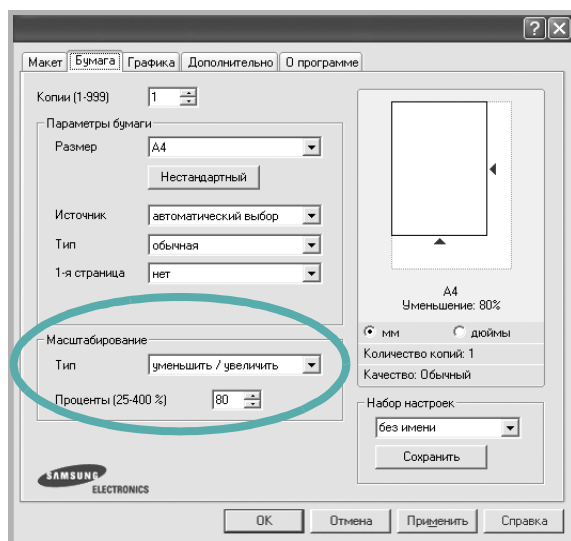 Макет Бумага Графика Дополнительно О программе
Копии (1-999) 1
Параметры бумаги
Размер A4
Нестандартный
Источник автоматический выбор
Тип обычная
1-я страница нет
Масштабирование
Тип уменьшить / увеличить
Проценты (25-400 %) 80
A4
Уменьшение: 80%
мм дюймы
Количество копий: 1
Качество: Обычный
Набор настроек
без имени
Сохранить
SAMSUNG
ELECTRONICS
OK Отмена Применить Справка